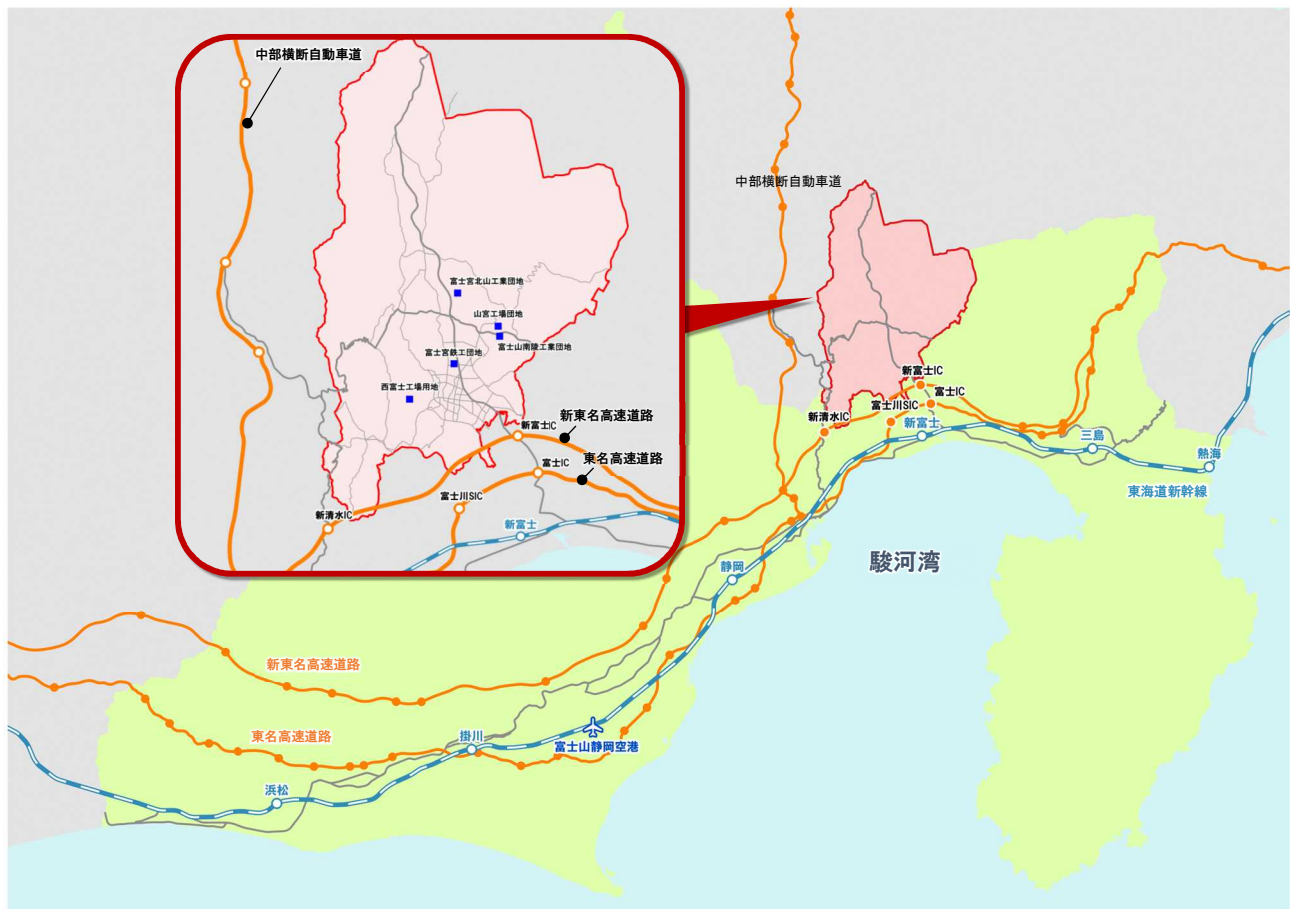 中部横断自動車道
富士宮北山工業団地
山宮工場団地
富士山南陵工業団地
富士宮鉄工団地
西富士工場用地
新富士IC
新東名高速道路
富士IC
東名高速道路
富士川SIC
新清水IC
新富士
中部横断自動車道
新富士IC
富士IC
富士川SIC
新清水IC
新富士
三島
熱海
東海道新幹線
駿河湾
静岡
新東名高速道路
東名高速道路
掛川
富士山静岡空港
浜松